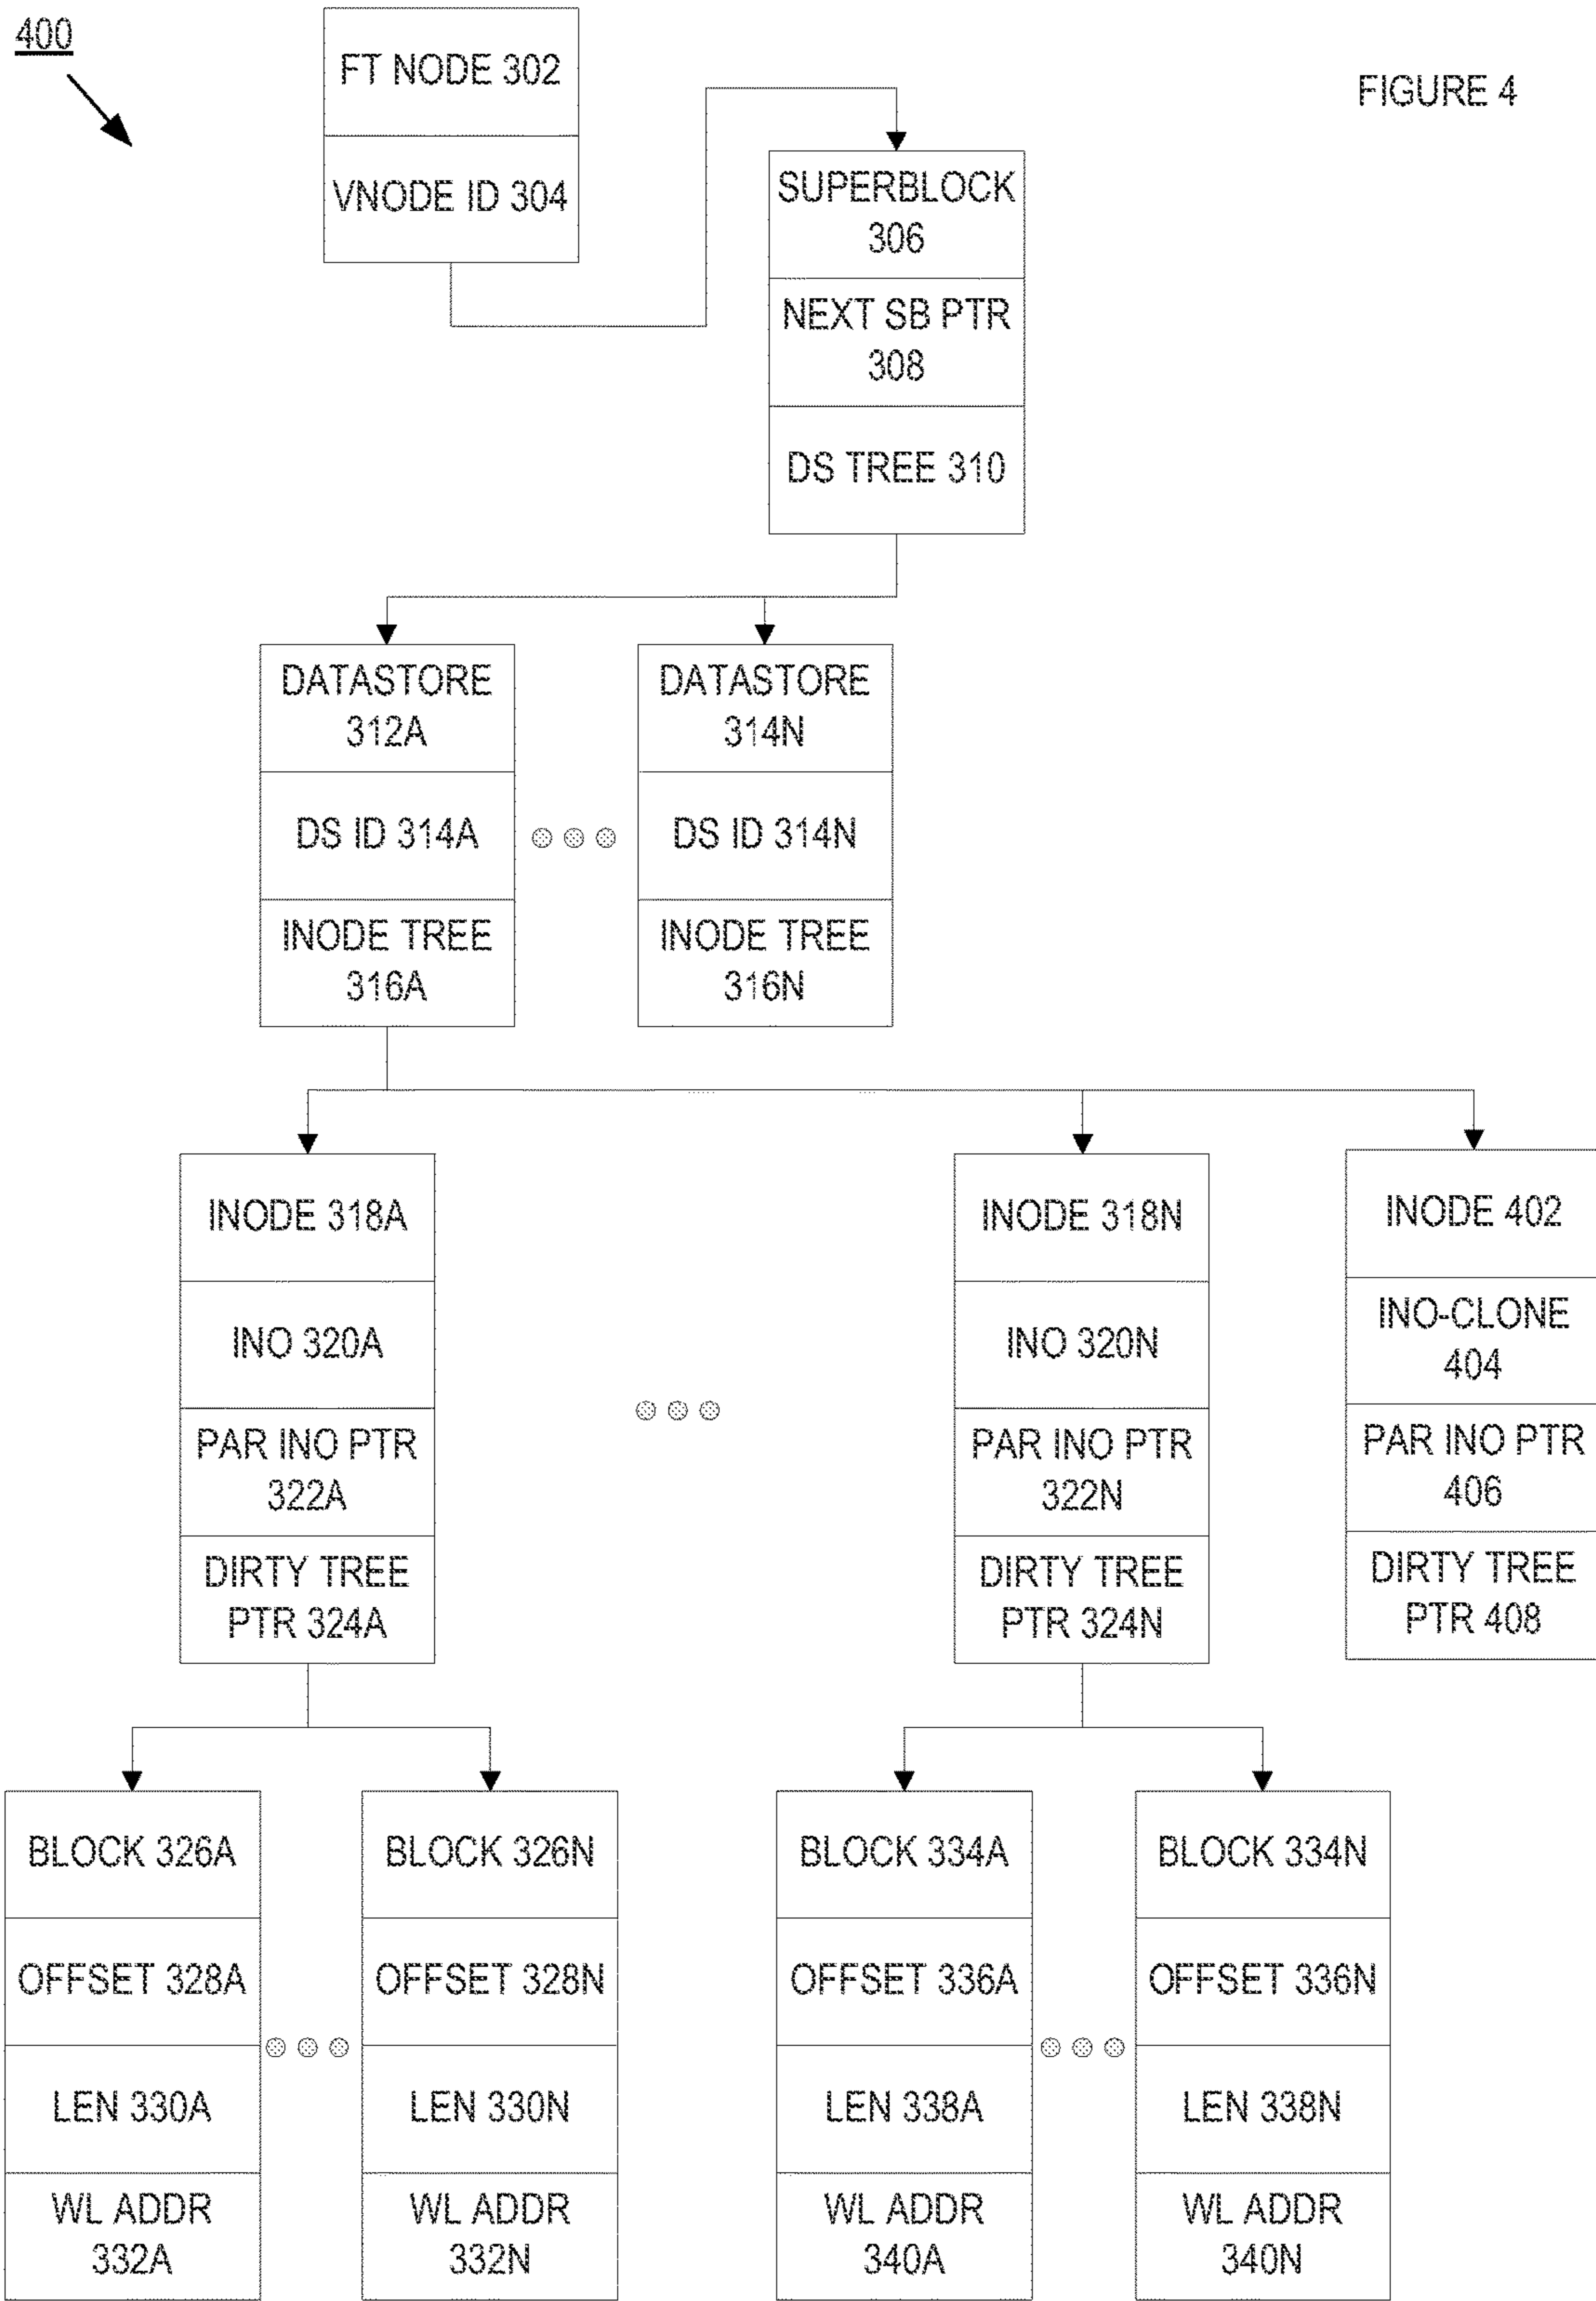 400
FIGURE 4
FT NODE 302
VNODE ID 304
SUPERBLOCK
306
NEXT SB PTR
308
DS TREE 310
DATASTORE
312A
DS ID 314A
INODE TREE
316A
DATASTORE
314N
DS ID 314N
INODE TREE
316N
INODE 318A
INO 320A
PAR INO PTR
322A
DIRTY TREE
PTR 324A
INODE 318N
INO 320N
PAR INO PTR
322N
DIRTY TREE
PTR 324N
INODE 402
INO-CLONE
404
PAR INO PTR
406
DIRTY TREE
PTR 408
BLOCK 326A
OFFSET 328A
LEN 330A
WL ADDR
332A
BLOCK 326N
OFFSET 328N
LEN 330N
WL ADDR
332N
BLOCK 334A
OFFSET 336A
LEN 338A
WL ADDR
340A
BLOCK 334N
OFFSET 336N
LEN 338N
WL ADDR
340N